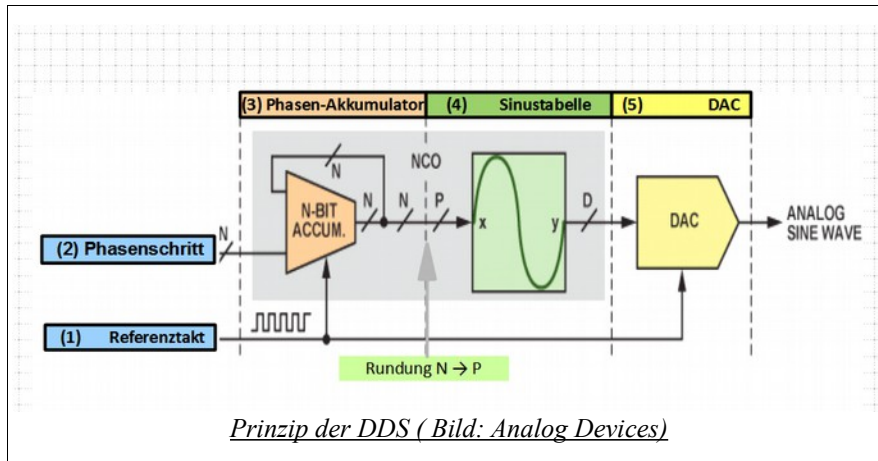 (3) Phasen-Akkumulator (4) Sinustabelle (5) DAC
N
NCO
N-BIT
ACCUM.
N N P
x y
D
DAC
ANALOG
SINE WAVE
N
(2) Phasenschritt
(1) Referenztakt
Rundung N → P
Prinzip der DDS ( Bild: Analog Devices)